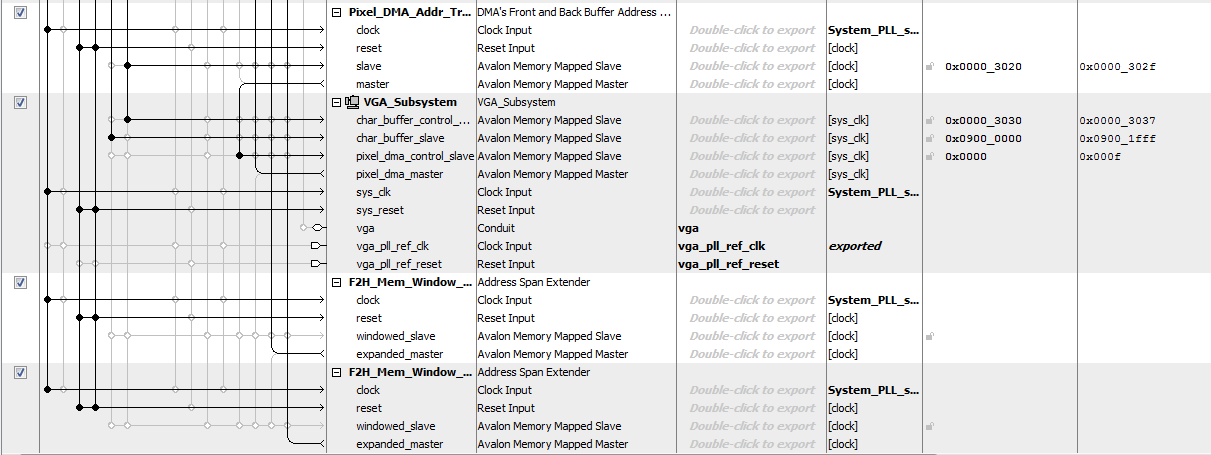 Pixel_DMA_Addr_Tr... DMA's Front and Back Buffer Address ...
clock Clock Input Double-click to export System_PLL_s...
reset Reset Input Double-click to export [clock]
slave Avalon Memory Mapped Slave Double-click to export [clock] 0x0000_3020 0x0000_302f
master Avalon Memory Mapped Master Double-click to export [clock]
VGA_Subsystem VGA_Subsystem
char_buffer_control_... Avalon Memory Mapped Slave Double-click to export [sys_clk] 0x0000_3030 0x0000_3037
char_buffer_slave Avalon Memory Mapped Slave Double-click to export [sys_clk] 0x0900_0000 0x0900_1fff
pixel_dma_control_slave Avalon Memory Mapped Slave Double-click to export [sys_clk] 0x0000 0x000f
pixel_dma_master Avalon Memory Mapped Master Double-click to export [sys_clk]
sys_clk Clock Input Double-click to export System_PLL_s...
sys_reset Reset Input Double-click to export
vga Conduit vga
vga_pll_ref_clk Clock Input vga_pll_ref_clk exported
vga_pll_ref_reset Reset Input vga_pll_ref_reset
F2H_Mem_Window_... Address Span Extender
clock Clock Input Double-click to export System_PLL_s...
reset Reset Input Double-click to export [clock]
windowed_slave Avalon Memory Mapped Slave Double-click to export [clock]
expanded_master Avalon Memory Mapped Master Double-click to export [clock]
F2H_Mem_Window_... Address Span Extender
clock Clock Input Double-click to export System_PLL_s...
reset Reset Input Double-click to export [clock]
windowed_slave Avalon Memory Mapped Slave Double-click to export [clock]
expanded_master Avalon Memory Mapped Master Double-click to export [clock]